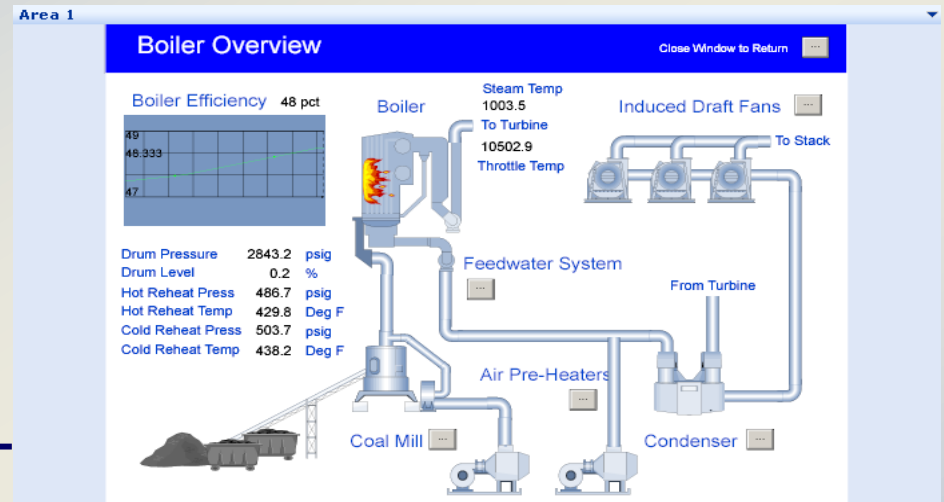 Area 1
Boiler Overview
Close Window to Return ...
Boiler Efficiency 48 pct
49
48.333
47
Boiler
Steam Temp
1003.5
To Turbine
10502.9
Throttle Temp
Induced Draft Fans ...
To Stack
Drum Pressure 2843.2 psig
Drum Level 0.2 %
Hot Reheat Press 486.7 psig
Hot Reheat Temp 429.8 Deg F
Cold Reheat Press 503.7 psig
Cold Reheat Temp 438.2 Deg F
Feedwater System
...
From Turbine
Air Pre-Heaters
...
Coal Mill ...
Condenser ...